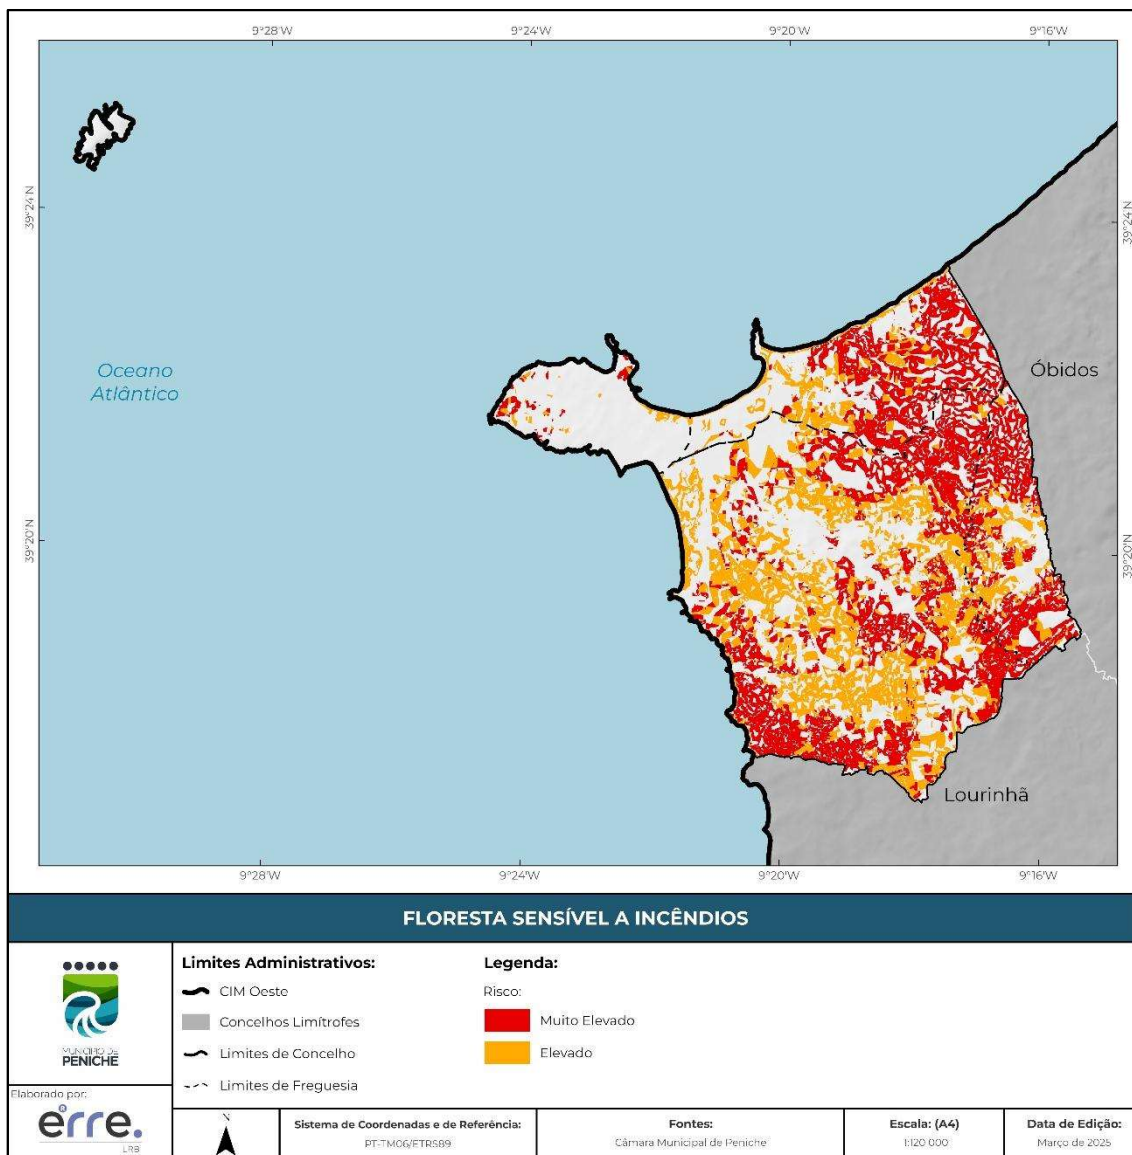 9°28'W 9°24'W 9°20'W 9°16'W
39°24'N 39°24'N
Óbidos
Oceano
Atlântico
39°20'N 39°20'N
Lourinhã
9°28'W 9°24'W 9°20'W 9°16'W
FLORESTA SENSÍVEL A INCÊNDIOS
Limites Administrativos: Legenda:
CIM Oeste Risco:
Concelhos Limítrofes Muito Elevado
Limites de Concelho Elevado
Limites de Freguesia
MUNICÍPIO DE
PENICHE
Elaborado por:
erre.
LRB
N
Sistema de Coordenadas e de Referência: Fontes: Escala: (A4) Data de Edição:
PT-TM06/ETRS89 Câmara Municipal de Peniche 1:120 000 Março de 2025